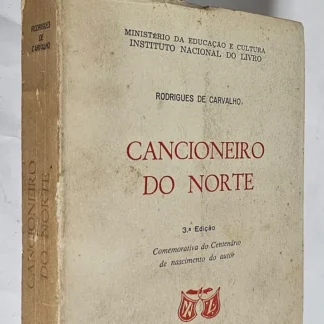 RODRIGUES
DE
CARVALHO
CANCIONEIRO
DO NORTE
MINISTÉRIO DA EDUCAÇÃO E CULTURA
INSTITUTO NACIONAL DO LIVRO
RODRIGUES DE CARVALHO
CANCIONEIRO
DO NORTE
3.ª Edição
Comemorativa do Centenário
de nascimento do autor